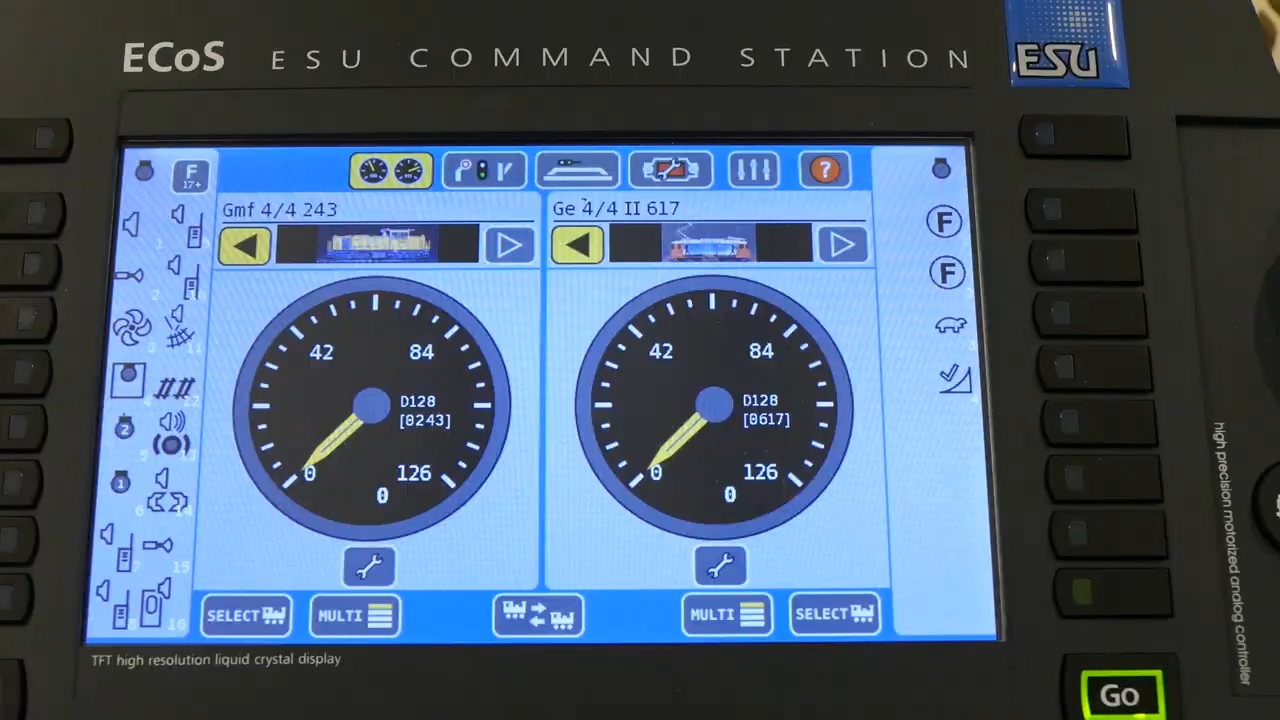 ECoS ESU COMMAND STATION
ESU
F
17+
?
Gmf 4/4 243
Ge 4/4 II 617
F
F
42 84
D128
[0243]
0 126
0
42 84
D128
[0617]
0 126
0
2
1
SELECT
MULTI
MULTI
SELECT
TFT high resolution liquid crystal display
high precision motorized analog controller
Go